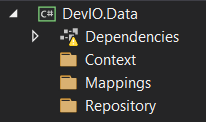 C# DevIO.Data
Dependencies
Context
Mappings
Repository